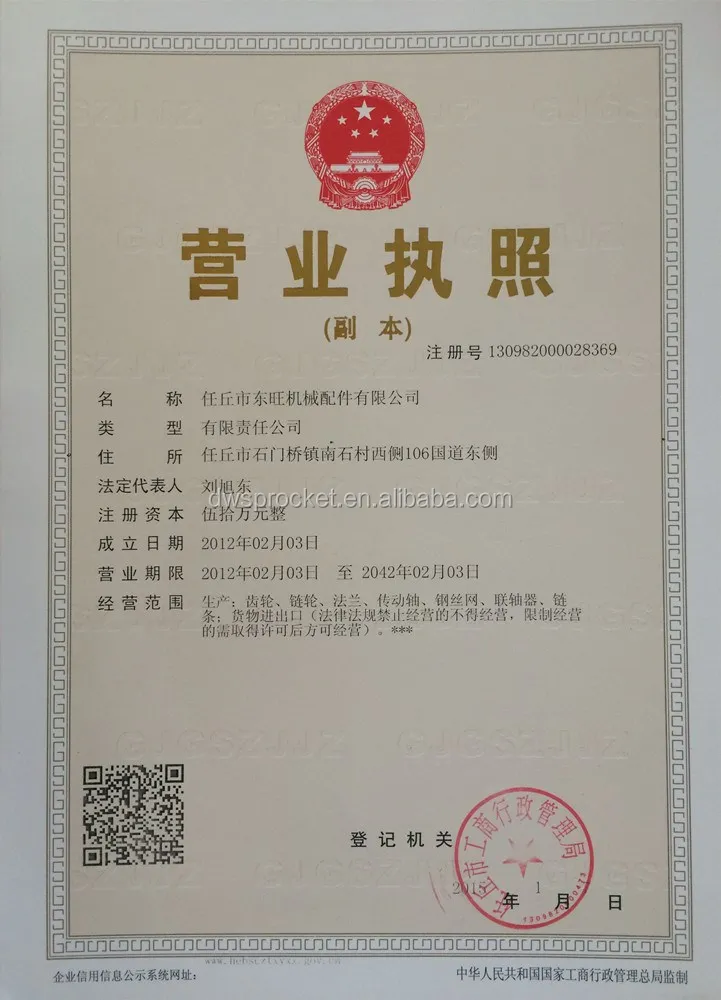 营业执照
(副本)
注册号 130982000028369
名称 任丘市东旺机械配件有限公司
类型 有限责任公司
住所 任丘市石门桥镇南石村西侧106国道东侧
法定代表人 刘旭东
dwsprocket.en.alibaba.com
注册资本 伍拾万元整
成立日期 2012年02月03日
营业期限 2012年02月03日 至 2042年02月03日
经营范围 生产：齿轮、链轮、法兰、传动轴、钢丝网、联轴器、链
条；货物进出口（法律法规禁止经营的不得经营，限制经营
的需取得许可后方可经营）。***
登记机关
任丘市工商行政管理局
年 1 月 日
企业信用信息公示系统网址：
中华人民共和国国家工商行政管理总局监制